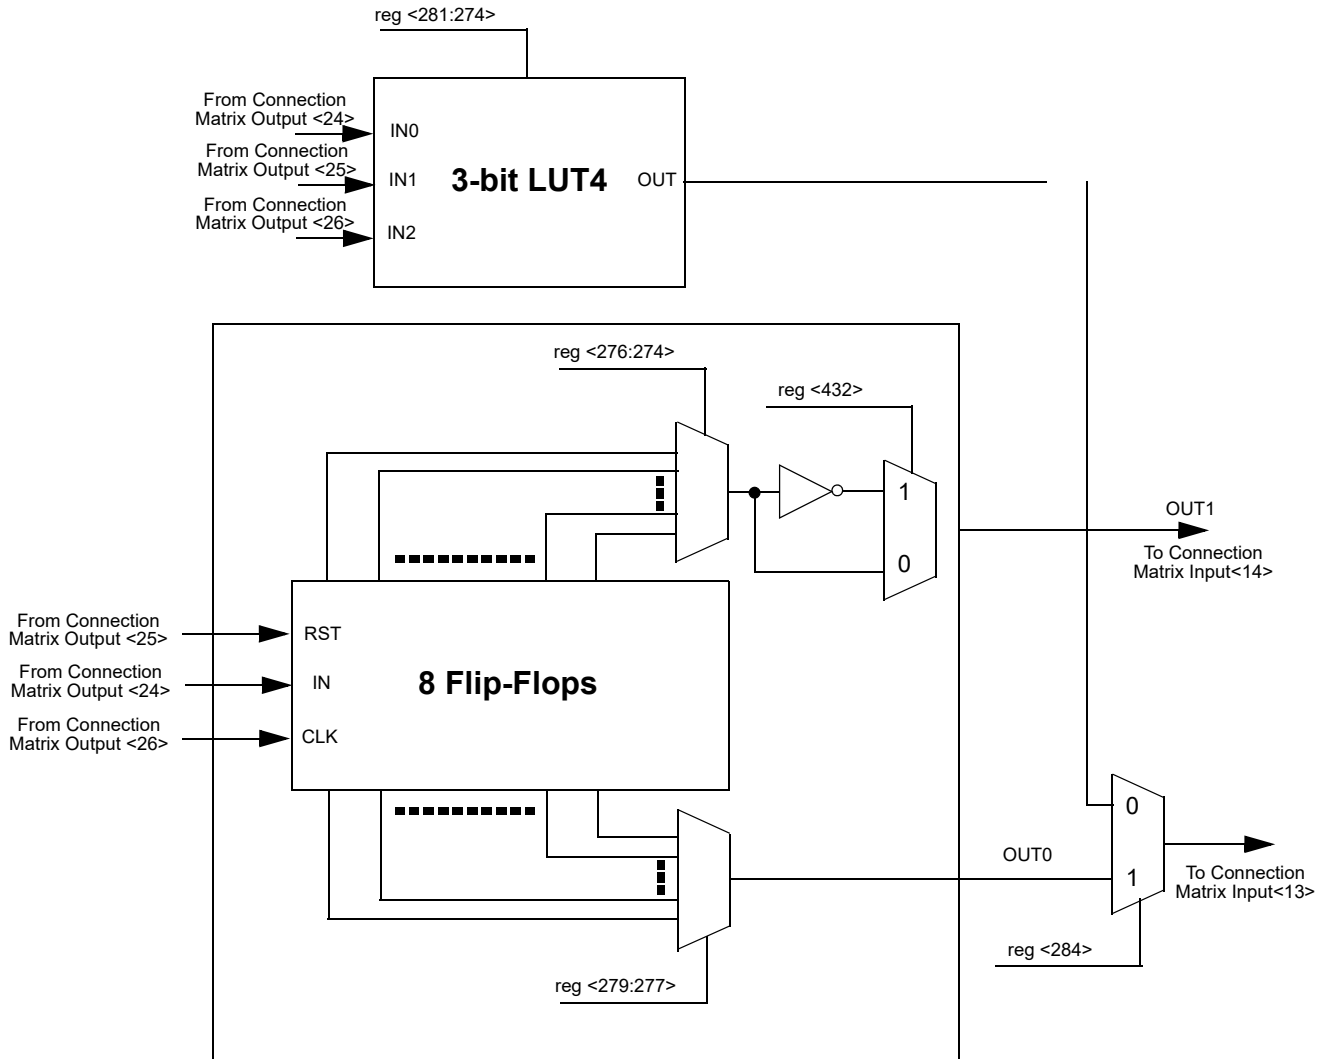 reg <281:274>
From Connection
Matrix Output <24>
IN0
From Connection
Matrix Output <25>
IN1
3-bit LUT4
OUT
From Connection
Matrix Output <26>
IN2
reg <276:274>
reg <432>
1
0
OUT1
To Connection
Matrix Input<14>
From Connection
Matrix Output <25>
RST
From Connection
Matrix Output <24>
IN
8 Flip-Flops
From Connection
Matrix Output <26>
CLK
0
1
OUT0
To Connection
Matrix Input<13>
reg <284>
reg <279:277>